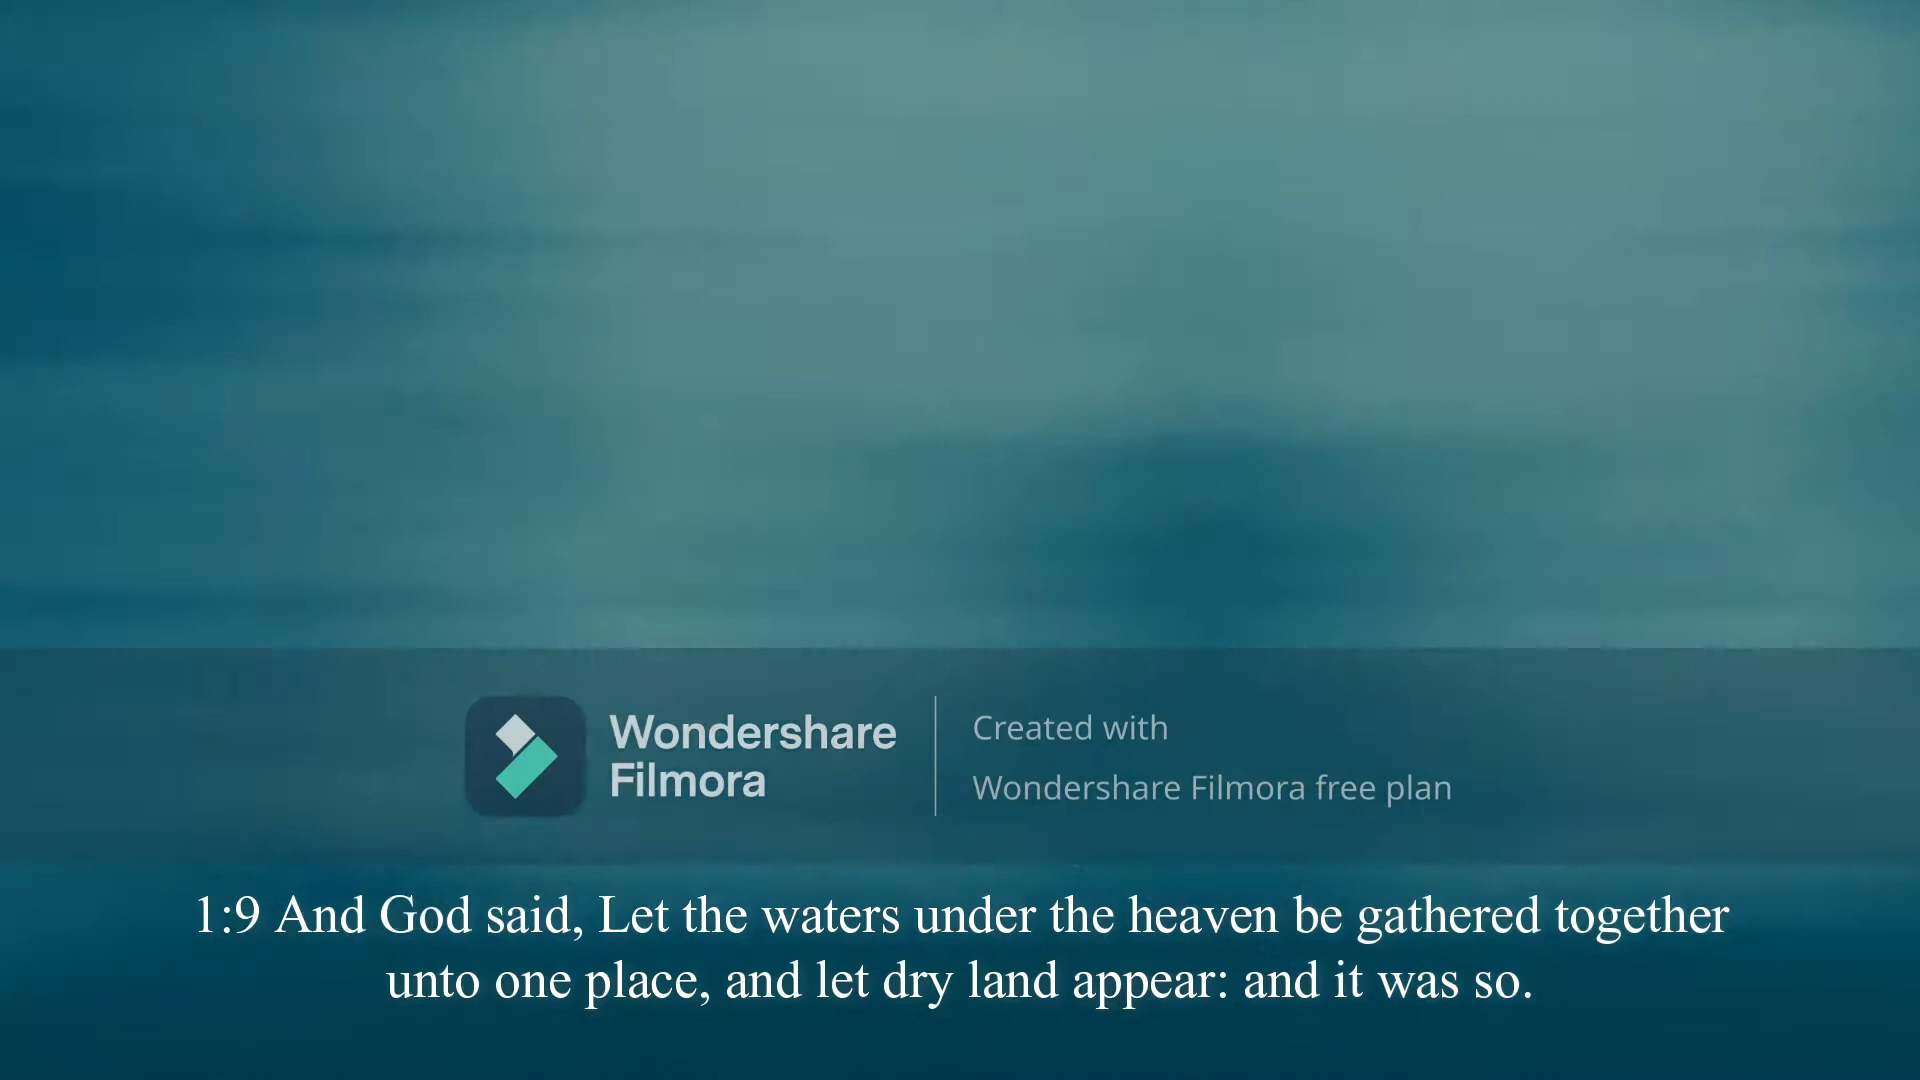 Wondershare
Filmora
Created with
Wondershare Filmora free plan
1:9 And God said, Let the waters under the heaven be gathered together
unto one place, and let dry land appear: and it was so.